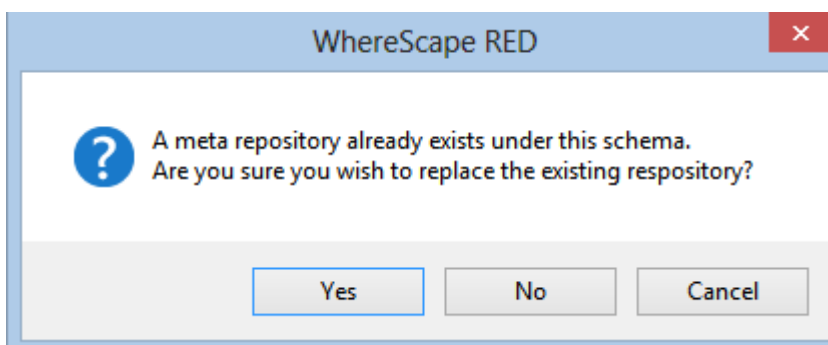 WhereScape RED
A meta repository already exists under this schema.
Are you sure you wish to replace the existing respository?
Yes No Cancel